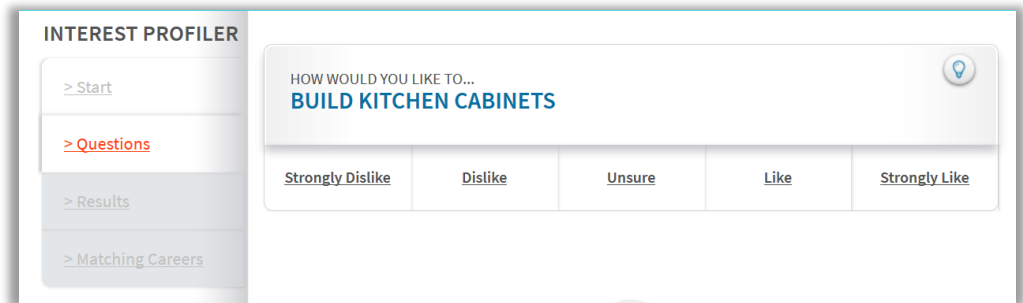 INTEREST PROFILER
> Start
> Questions
> Results
> Matching Careers
HOW WOULD YOU LIKE TO...
BUILD KITCHEN CABINETS
Strongly Dislike
Dislike
Unsure
Like
Strongly Like